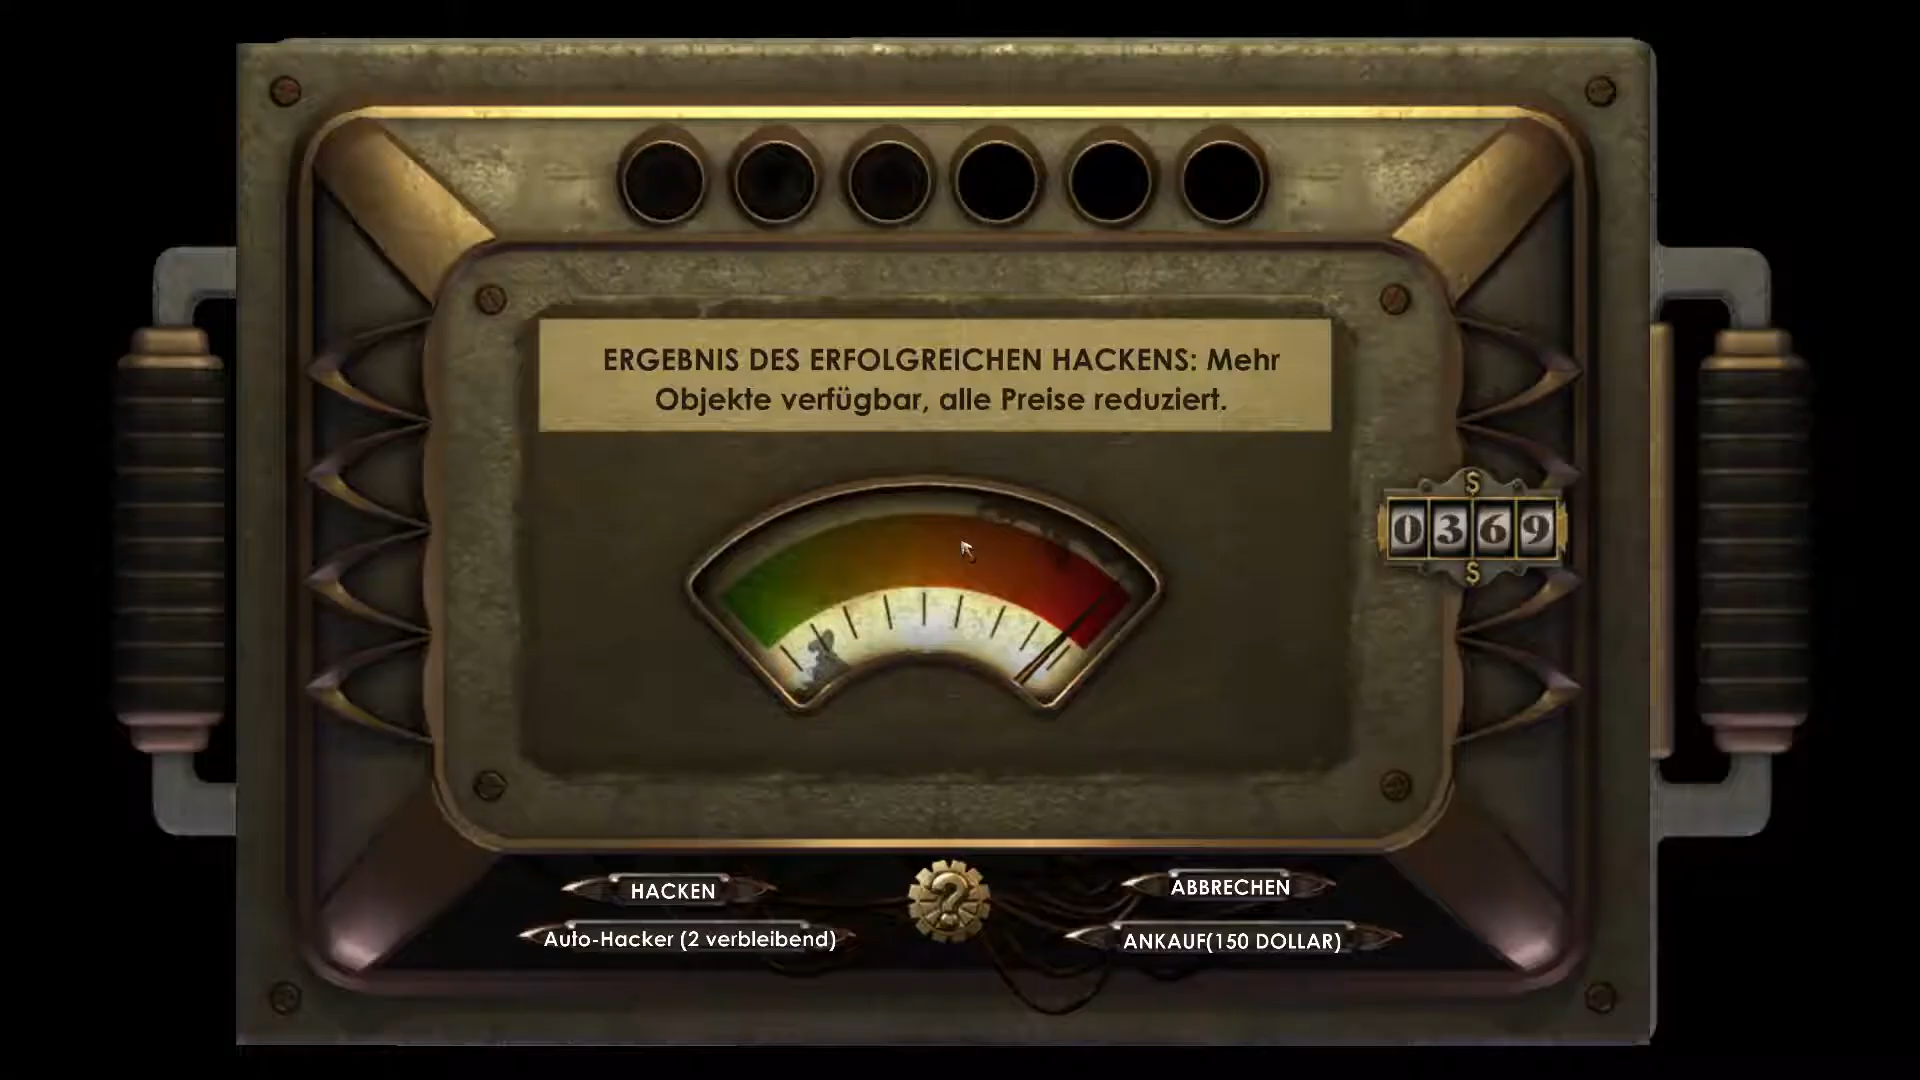 ERGEBNIS DES ERFOLGREICHEN HACKENS: Mehr
Objekte verfügbar, alle Preise reduziert.
$
0369
$
HACKEN
?
ABBRECHEN
Auto-Hacker (2 verbleibend)
ANKAUF(150 DOLLAR)